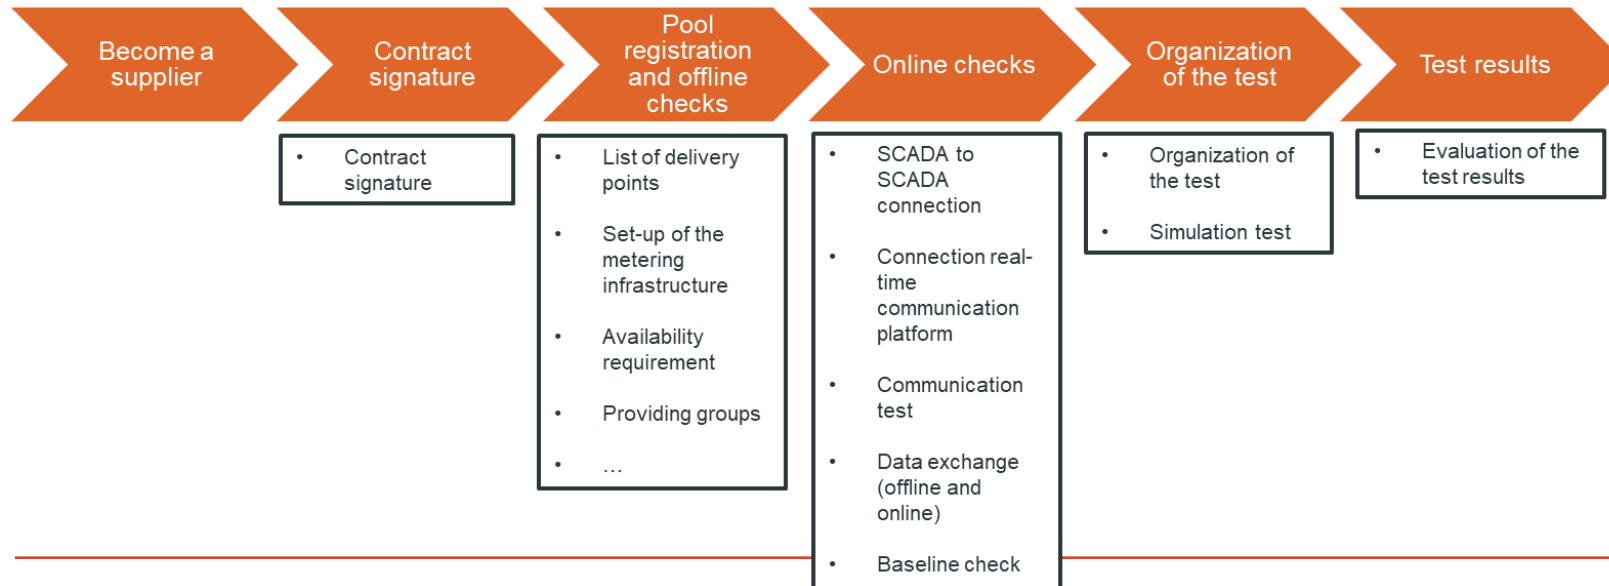 Become a
supplier
Contract
signature
Pool
registration
and offline
checks
Online checks
Organization
of the test
Test results
• Contract
signature
• List of delivery
points
• Set-up of the
metering
infrastructure
• Availability
requirement
• Providing groups
• …
• SCADA to
SCADA
connection
• Connection real-
time
communication
platform
• Communication
test
• Data exchange
(offline and
online)
• Baseline check
• Organization of
the test
• Simulation test
• Evaluation of the
test results